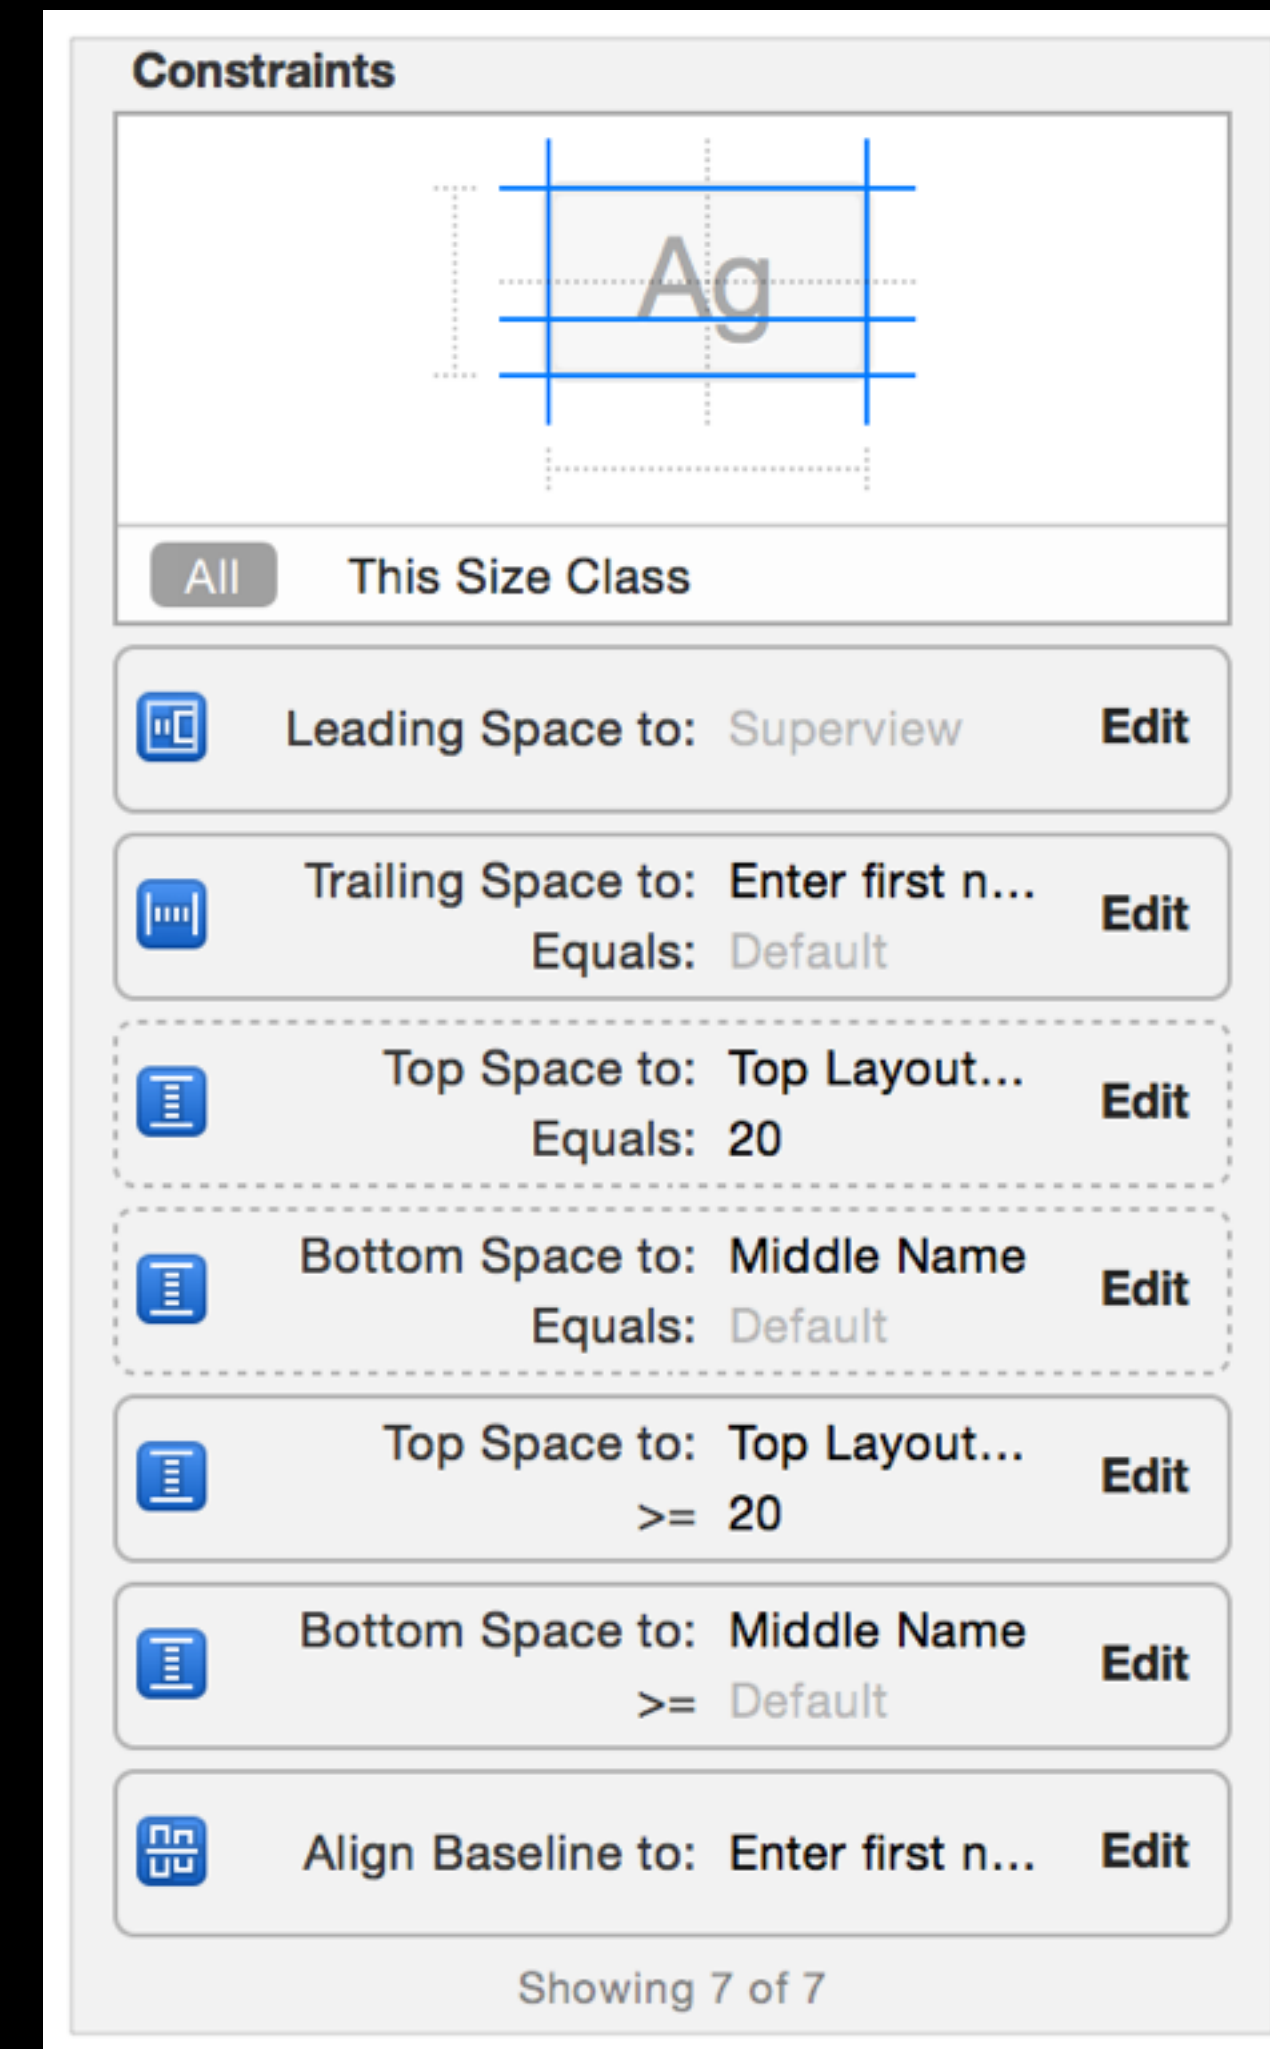 Constraints
Ag
All This Size Class
Leading Space to: Superview Edit
Trailing Space to: Enter first n... Edit
Equals: Default
Top Space to: Top Layout... Edit
Equals: 20
Bottom Space to: Middle Name Edit
Equals: Default
Top Space to: Top Layout... Edit
>= 20
Bottom Space to: Middle Name Edit
>= Default
Align Baseline to: Enter first n... Edit
Showing 7 of 7